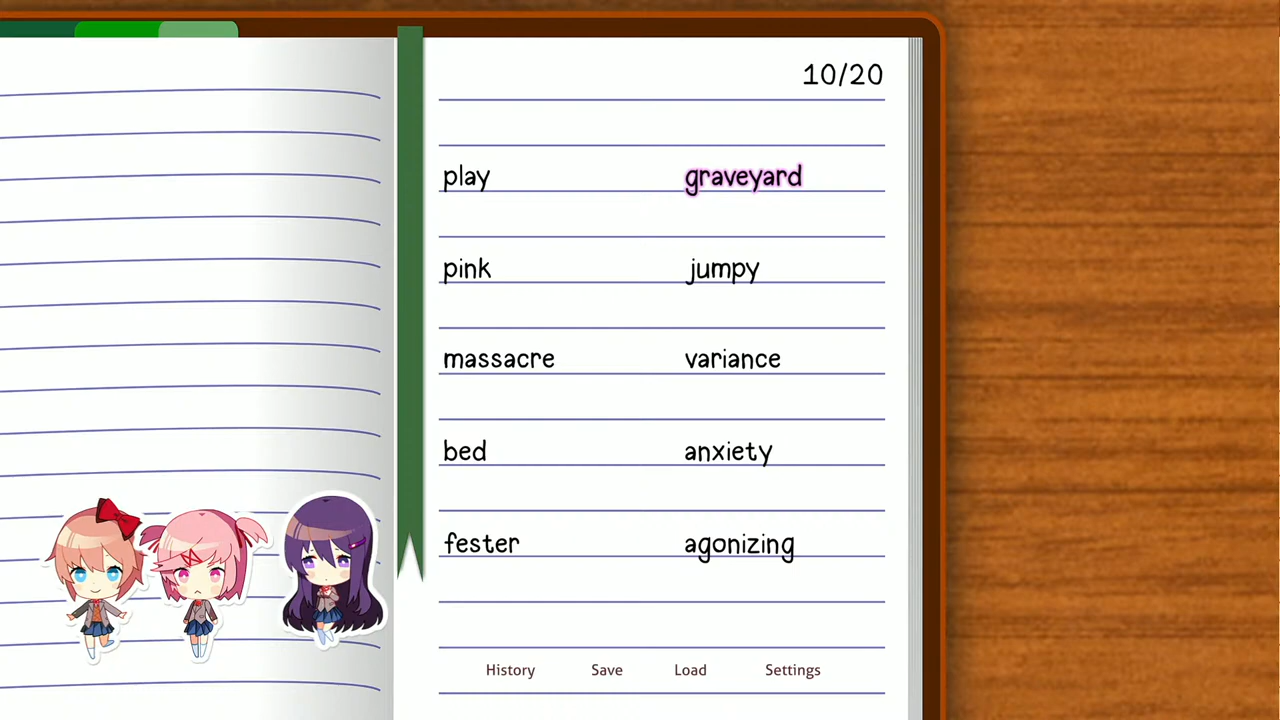 10/20
play graveyard
pink jumpy
massacre variance
bed anxiety
fester agonizing
History Save Load Settings